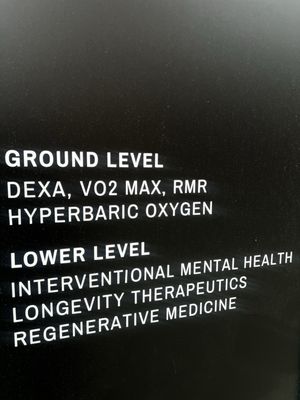 GROUND LEVEL
DEXA, VO2 MAX, RMR
HYPERBARIC OXYGEN
LOWER LEVEL
INTERVENTIONAL MENTAL HEALTH
LONGEVITY THERAPEUTICS
REGENERATIVE MEDICINE